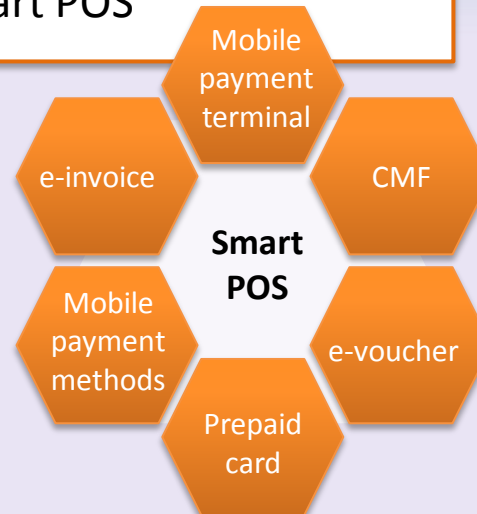 art POS
Mobile
payment
terminal
e-invoice
CMF
Smart
POS
Mobile
payment
methods
e-voucher
Prepaid
card